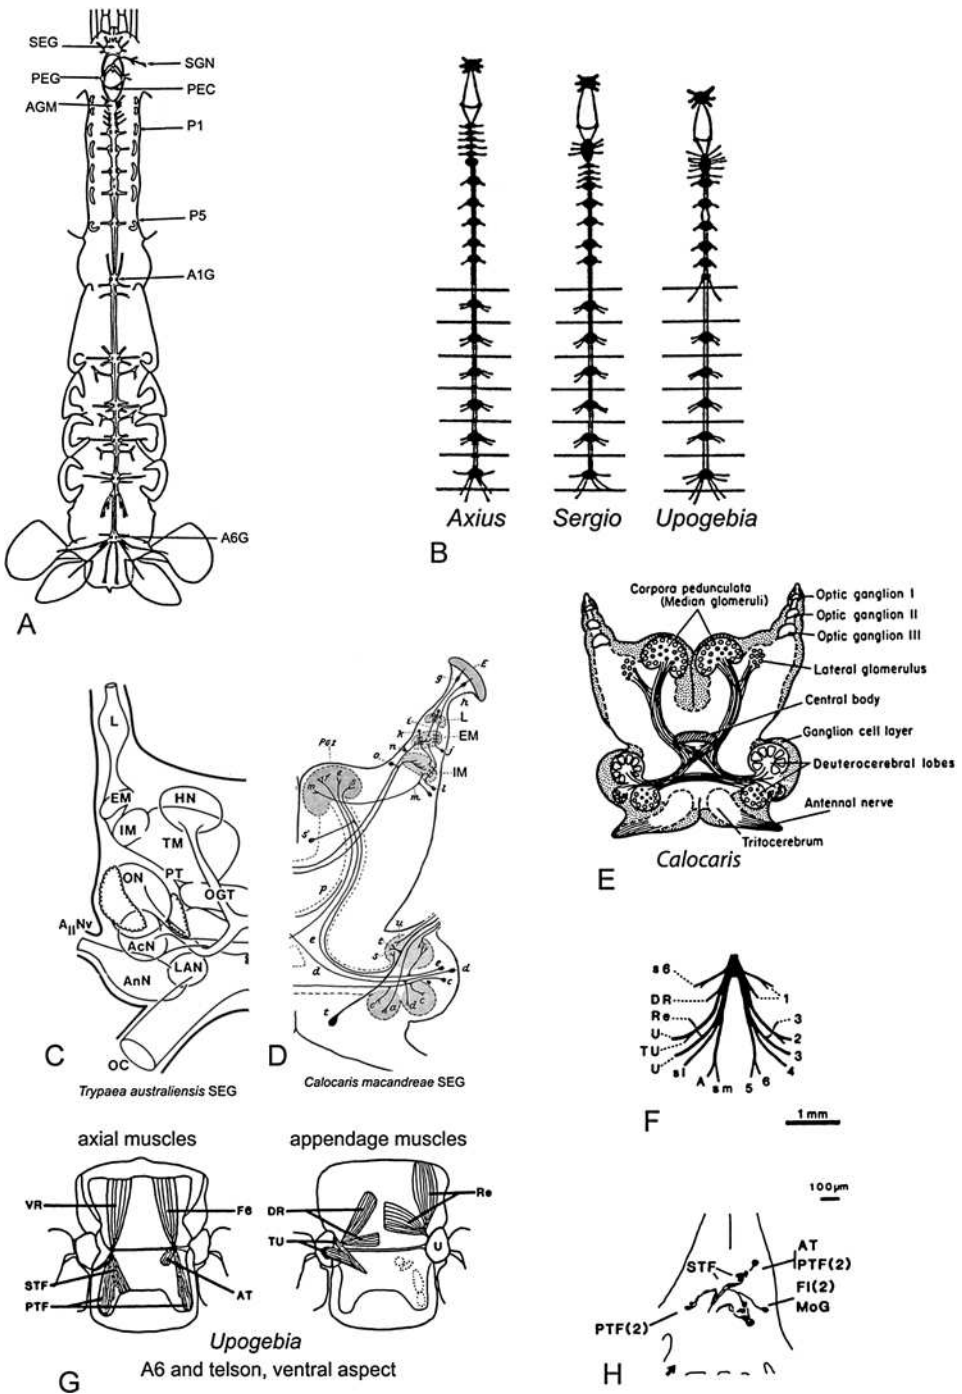 SEG
SGN
PEG
PEC
AGM
P1
P5
A1G
A6G
A
Axius
Sergio
Upogebia
B
Corpora pedunculata
(Median glomeruli)
Optic ganglion I
Optic ganglion II
Optic ganglion III
Lateral glomerulus
Central body
Ganglion cell layer
Deuterocerebral lobes
Antennal nerve
Tritocerebrum
Calocaris
E
L
EM
HN
IM
TM
PT
ON
OGT
AIINv
AcN
LAN
AnN
OC
C
Trypaea australiensis SEG
E
g
h
L
i
EM
k
n
j
o
IM
l
m
s
p
u
t
s
e
d
e
d
c
t
D
Calocaris macandreae SEG
s6
DR
Re
U
TU
U
sl
A
sm
5
6
4
3
2
3
1
F
1 mm
axial muscles
appendage muscles
VR
F6
STF
PTF
AT
DR
TU
Re
U
Upogebia
A6 and telson, ventral aspect
G
100µm
STF
AT
PTF(2)
FI(2)
MoG
PTF(2)
H